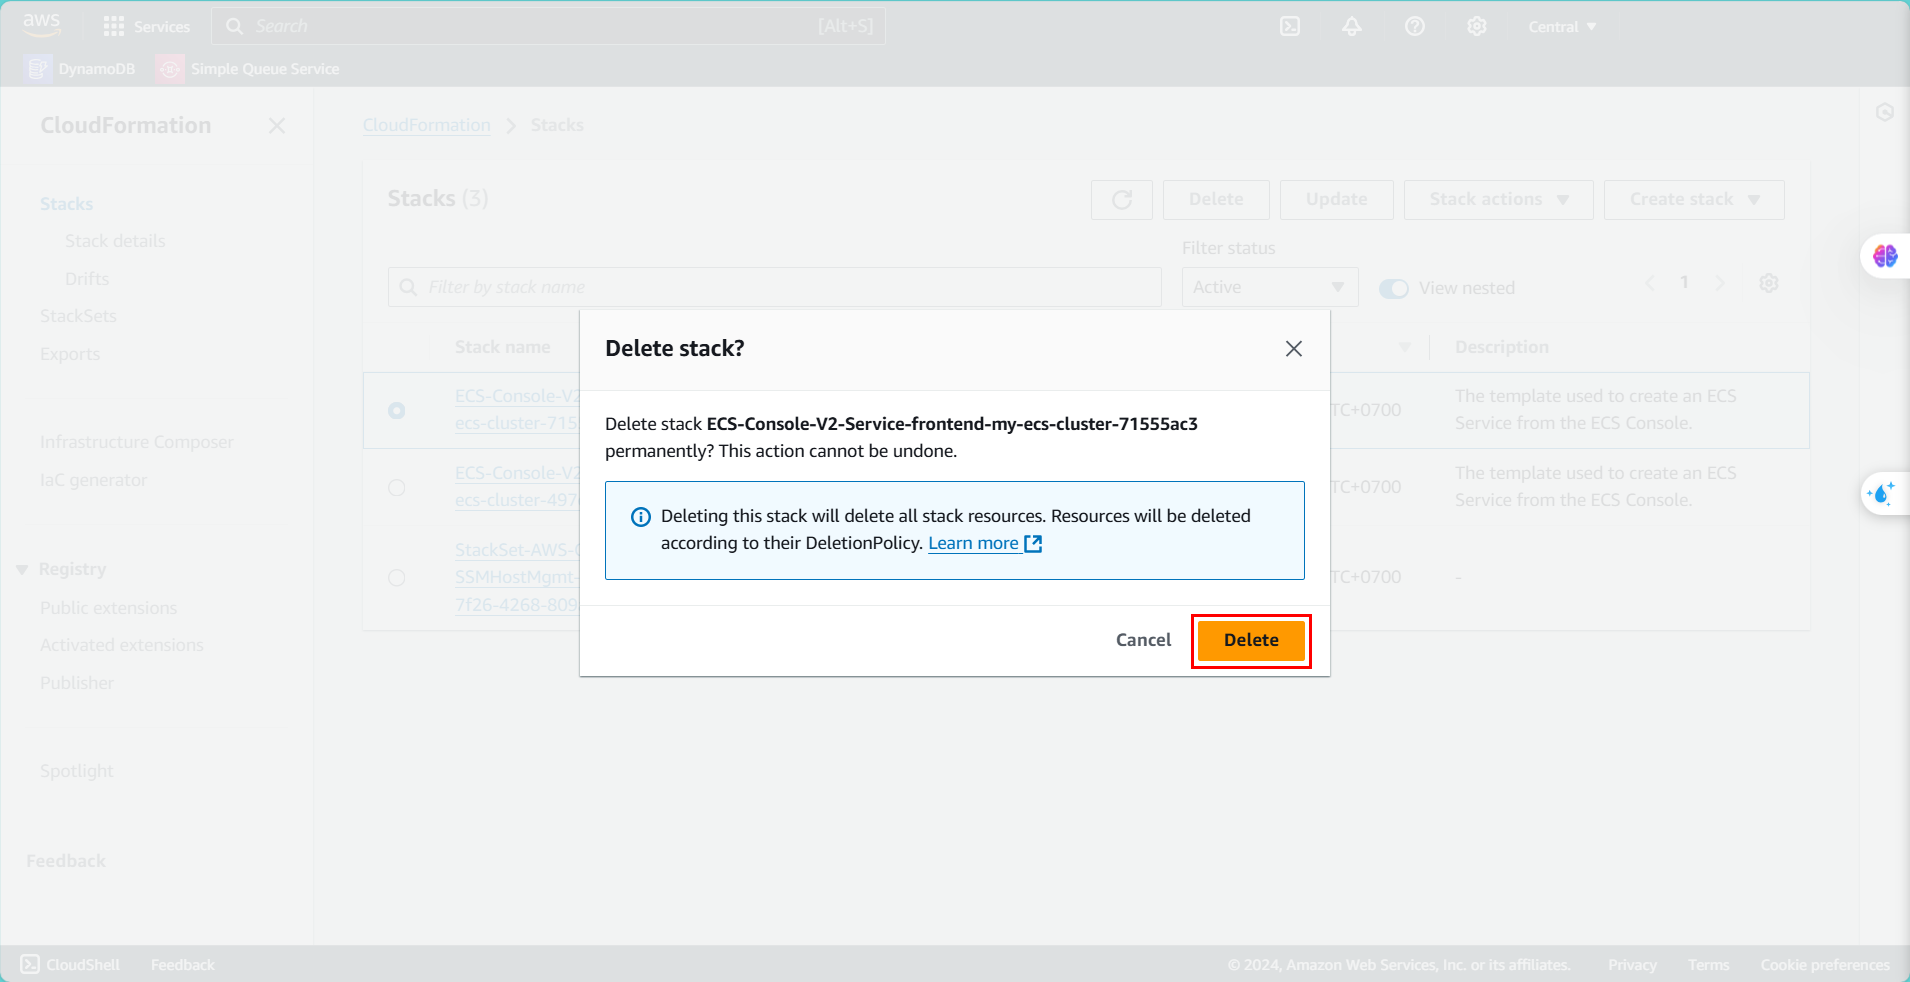 aws
Services
Search
[Alt+S]
Central
DynamoDB
Simple Queue Service
CloudFormation
Stacks
Stack details
Drifts
StackSets
Exports
Infrastructure Composer
IaC generator
Registry
Public extensions
Activated extensions
Publisher
Spotlight
Feedback
CloudFormation
Stacks
Stacks (3)
Delete
Update
Stack actions
Create stack
Filter status
Filter by stack name
Active
View nested
1
Stack name
Description
ECS-Console-V2
ecs-cluster-715
TC+0700
The template used to create an ECS
Service from the ECS Console.
ECS-Console-V2
ecs-cluster-497
TC+0700
The template used to create an ECS
Service from the ECS Console.
StackSet-AWS-
SSMHostMgmt-
7f26-4268-809
TC+0700
-
Delete stack?
Delete stack ECS-Console-V2-Service-frontend-my-ecs-cluster-71555ac3
permanently? This action cannot be undone.
Deleting this stack will delete all stack resources. Resources will be deleted
according to their DeletionPolicy. Learn more
Cancel
Delete
CloudShell
Feedback
© 2024, Amazon Web Services, Inc. or its affiliates.
Privacy
Terms
Cookie preferences